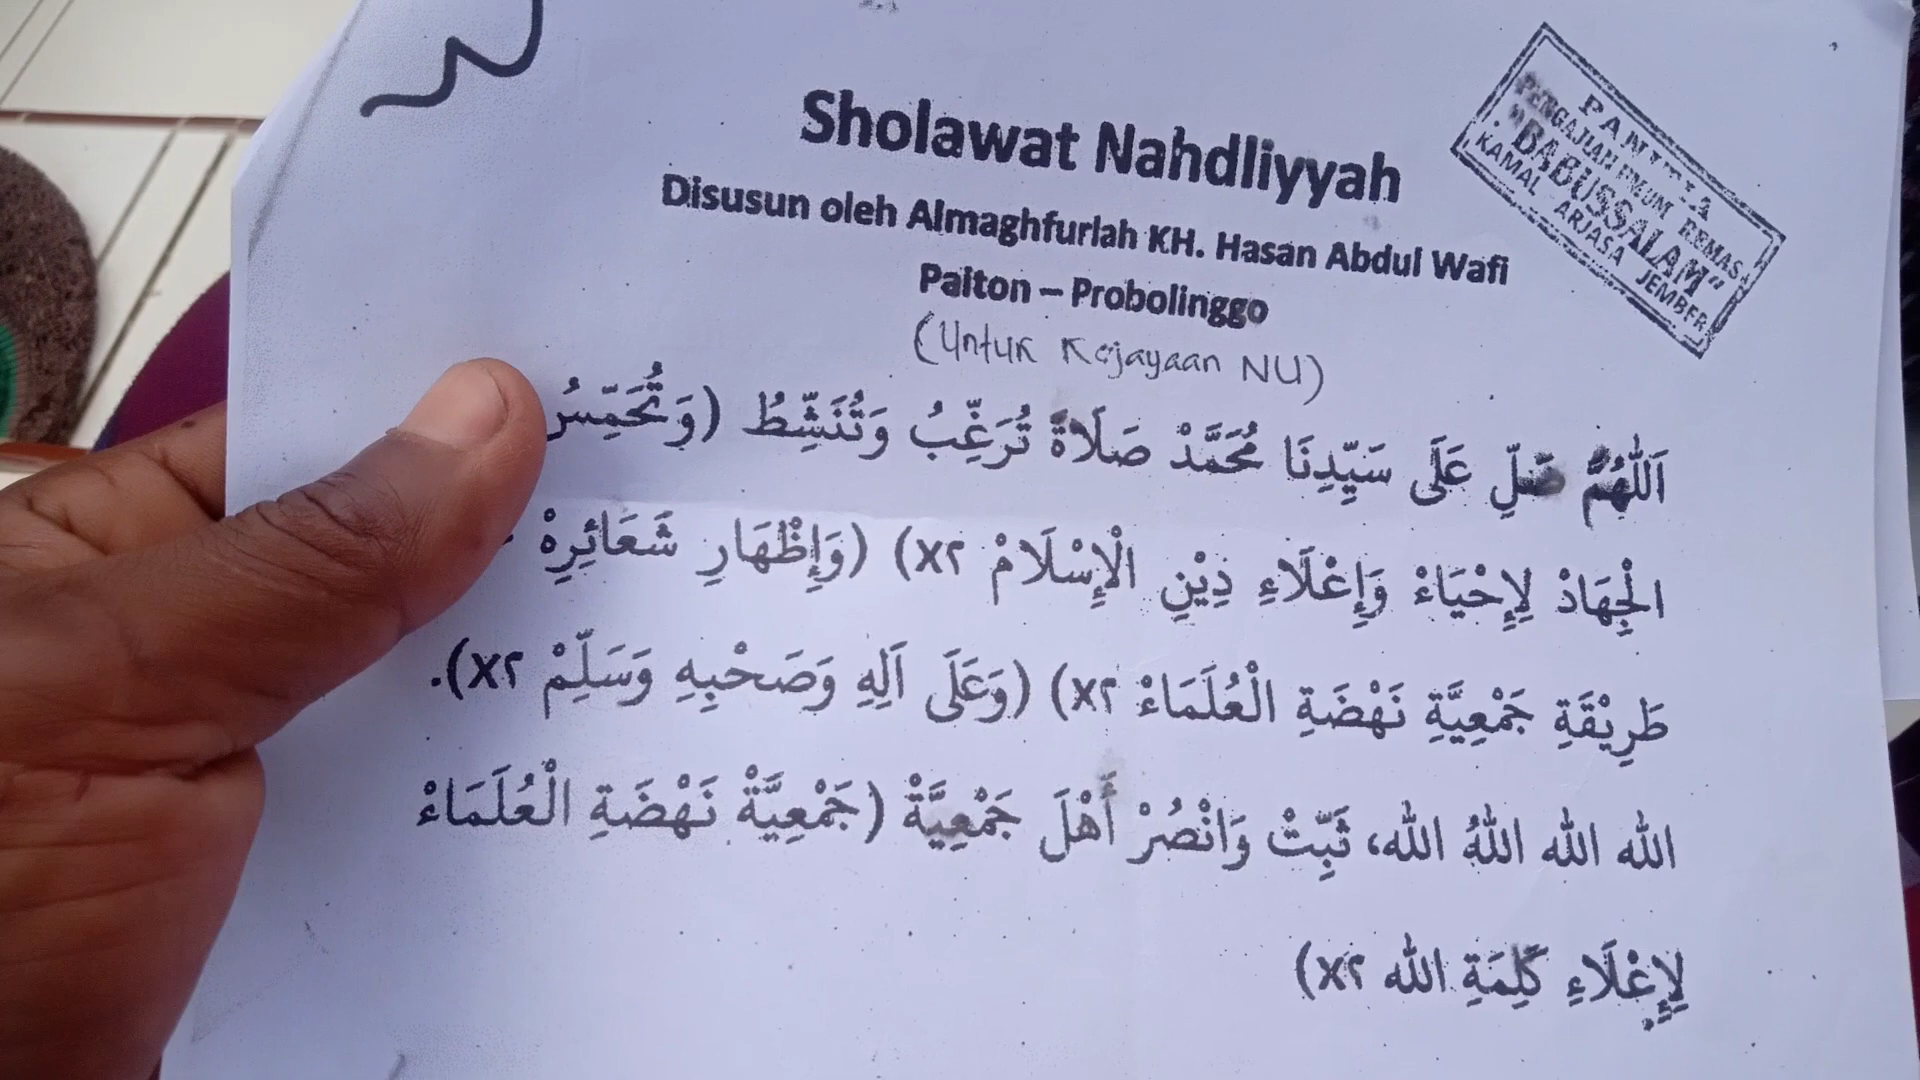 Sholawat Nahdliyyah
Disusun oleh Almaghfurlah KH. Hasan Abdul Wafi
Paiton – Probolinggo
(Untuk Kejayaan NU)
PANITIA
PENGAJIAN UMUM REMAS
"BABUSSALAM"
KAMAL ARJASA JEMBER
اَللّٰهُمَّ صَلِّ عَلَى سَيِّدِنَا مُحَمَّدْ صَلَاةً تُرَغِّبُ وَتُنَشِّطُ (وَتُحَمِّسُ
الْجِهَادْ لِإِحْيَاءْ وَإِعْلَاءِ دِيْنِ الْإِسْلَامْ x٢) (وَإِظْهَارِ شَعَائِرِهْ
طَرِيْقَةِ جَمْعِيَّةِ نَهْضَةِ الْعُلَمَاءْ x٢) (وَعَلَى آلِهِ وَصَحْبِهِ وَسَلِّمْ x٢).
الله الله اللهُ الله، ثَبِّتْ وَانْصُرْ أَهْلَ جَمْعِيَّةْ (جَمْعِيَّةْ نَهْضَةِ الْعُلَمَاءْ
لِإِعْلَاءِ كَلِمَةِ الله x٢)